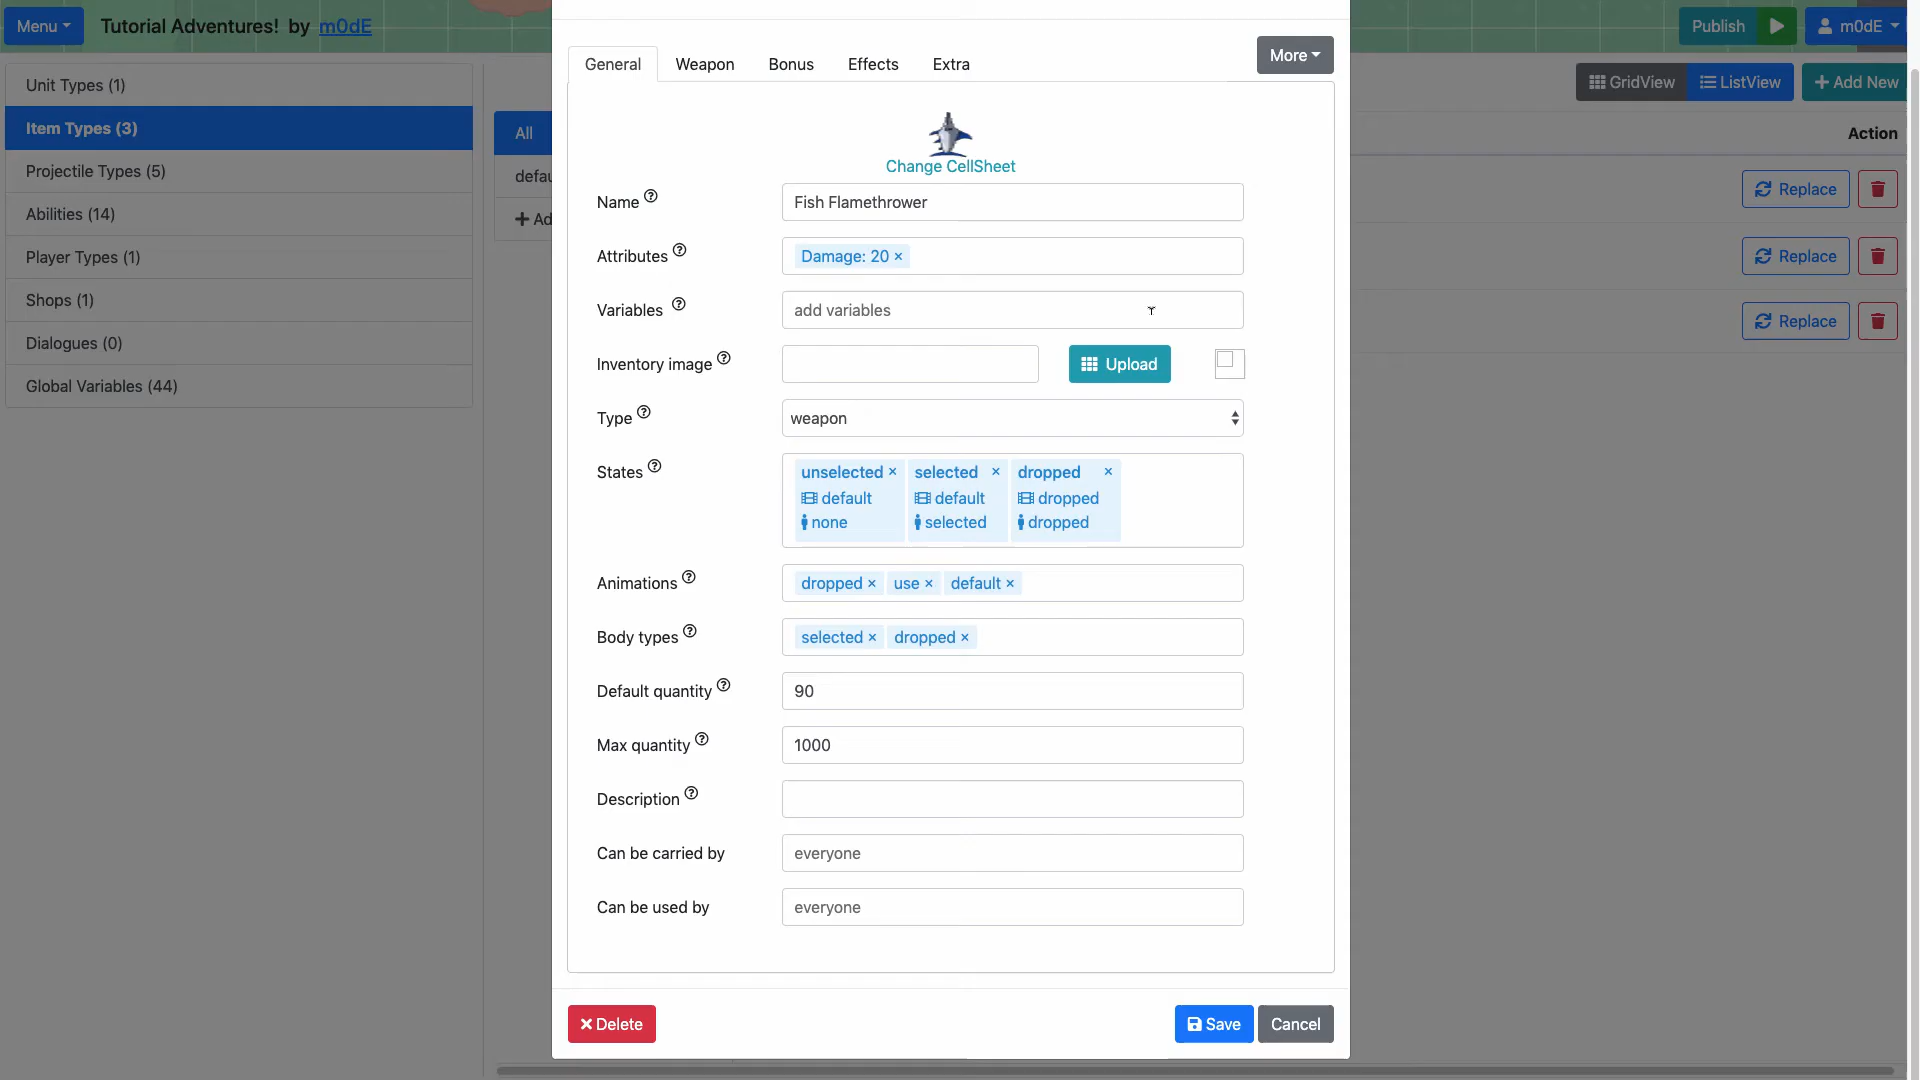 Menu
Tutorial Adventures! by m0dE
Publish
m0dE
Unit Types (1)
Item Types (3)
Projectile Types (5)
Abilities (14)
Player Types (1)
Shops (1)
Dialogues (0)
Global Variables (44)
GridView
ListView
Add New
All
defau
Ad
Action
Replace
Replace
Replace
General
Weapon
Bonus
Effects
Extra
More
Change CellSheet
Name
Fish Flamethrower
Attributes
Damage: 20 ×
Variables
add variables
Inventory image
Upload
Type
weapon
States
unselected × selected × dropped ×
default default dropped
none selected dropped
Animations
dropped × use × default ×
Body types
selected × dropped ×
Default quantity
90
Max quantity
1000
Description
Can be carried by
everyone
Can be used by
everyone
Delete
Save
Cancel